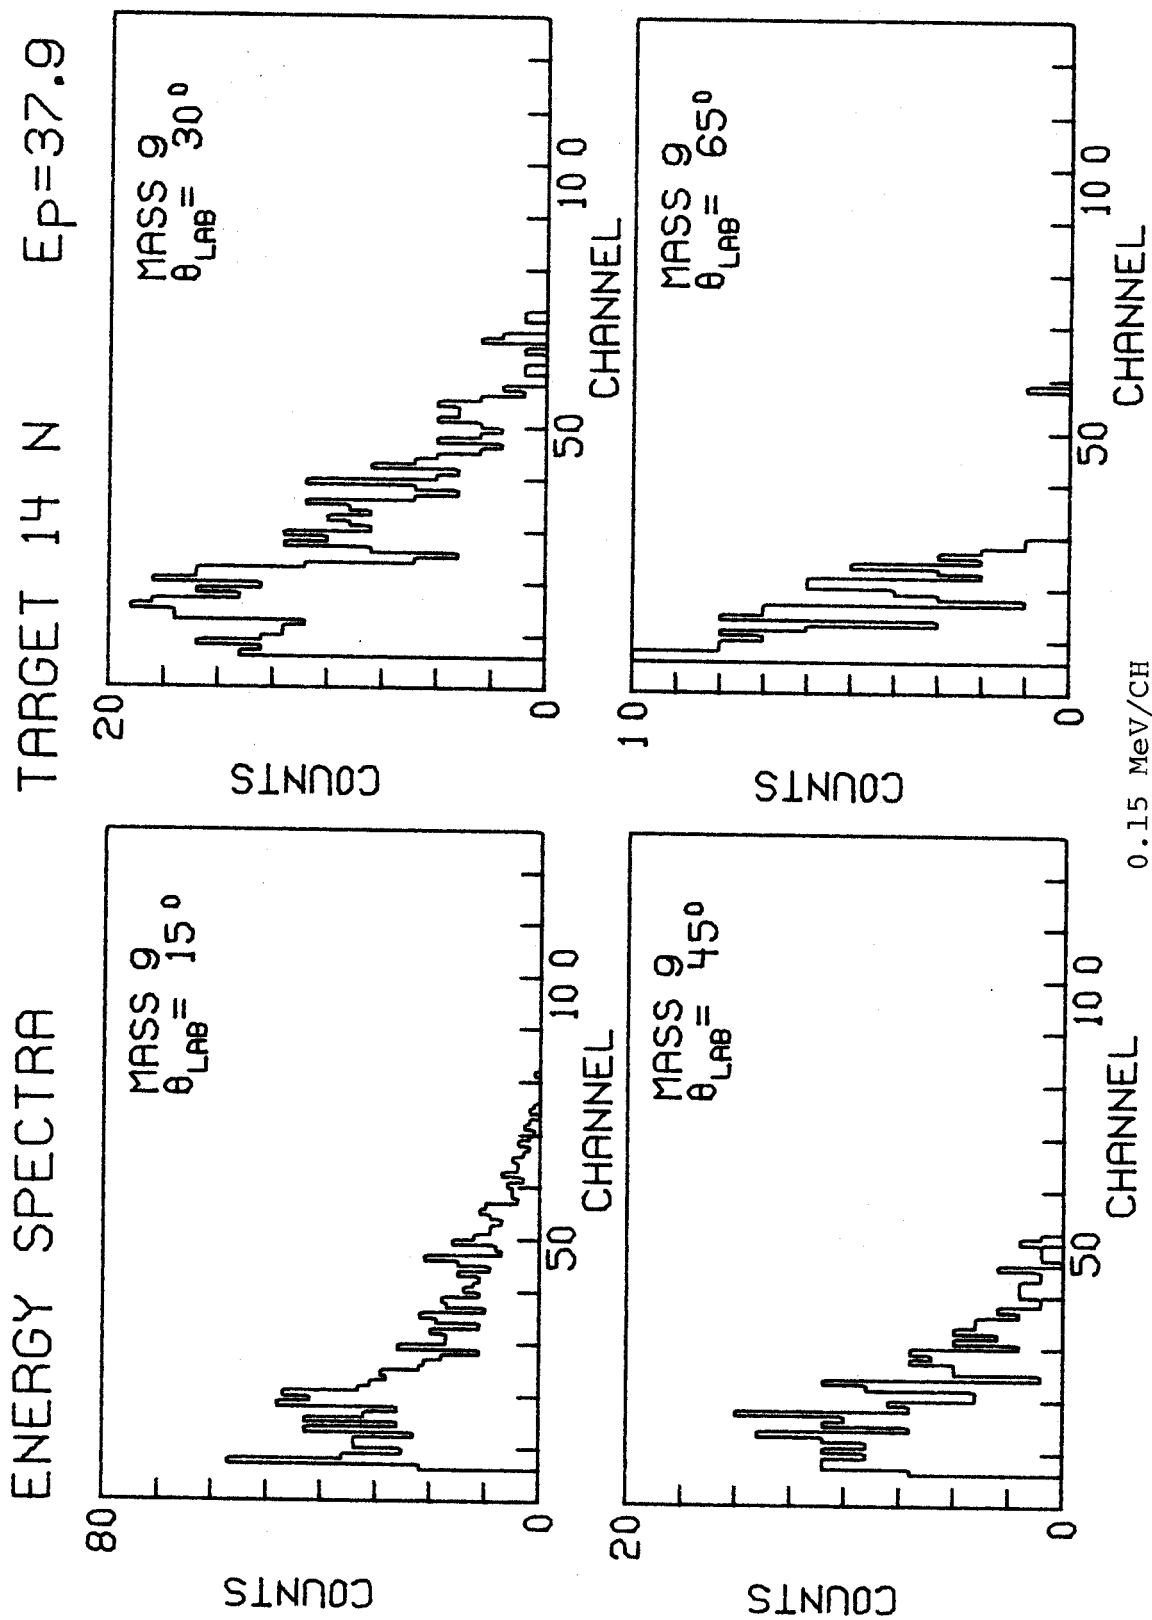 ENERGY SPECTRA TARGET 14 N Ep=37.9
80
COUNTS
0
MASS 9
θLAB= 15°
50 100
CHANNEL
20
COUNTS
0
MASS 9
θLAB= 30°
50 100
CHANNEL
20
COUNTS
0
MASS 9
θLAB= 45°
50 100
CHANNEL
10
COUNTS
0
MASS 9
θLAB= 65°
50 100
CHANNEL
0.15 MeV/CH